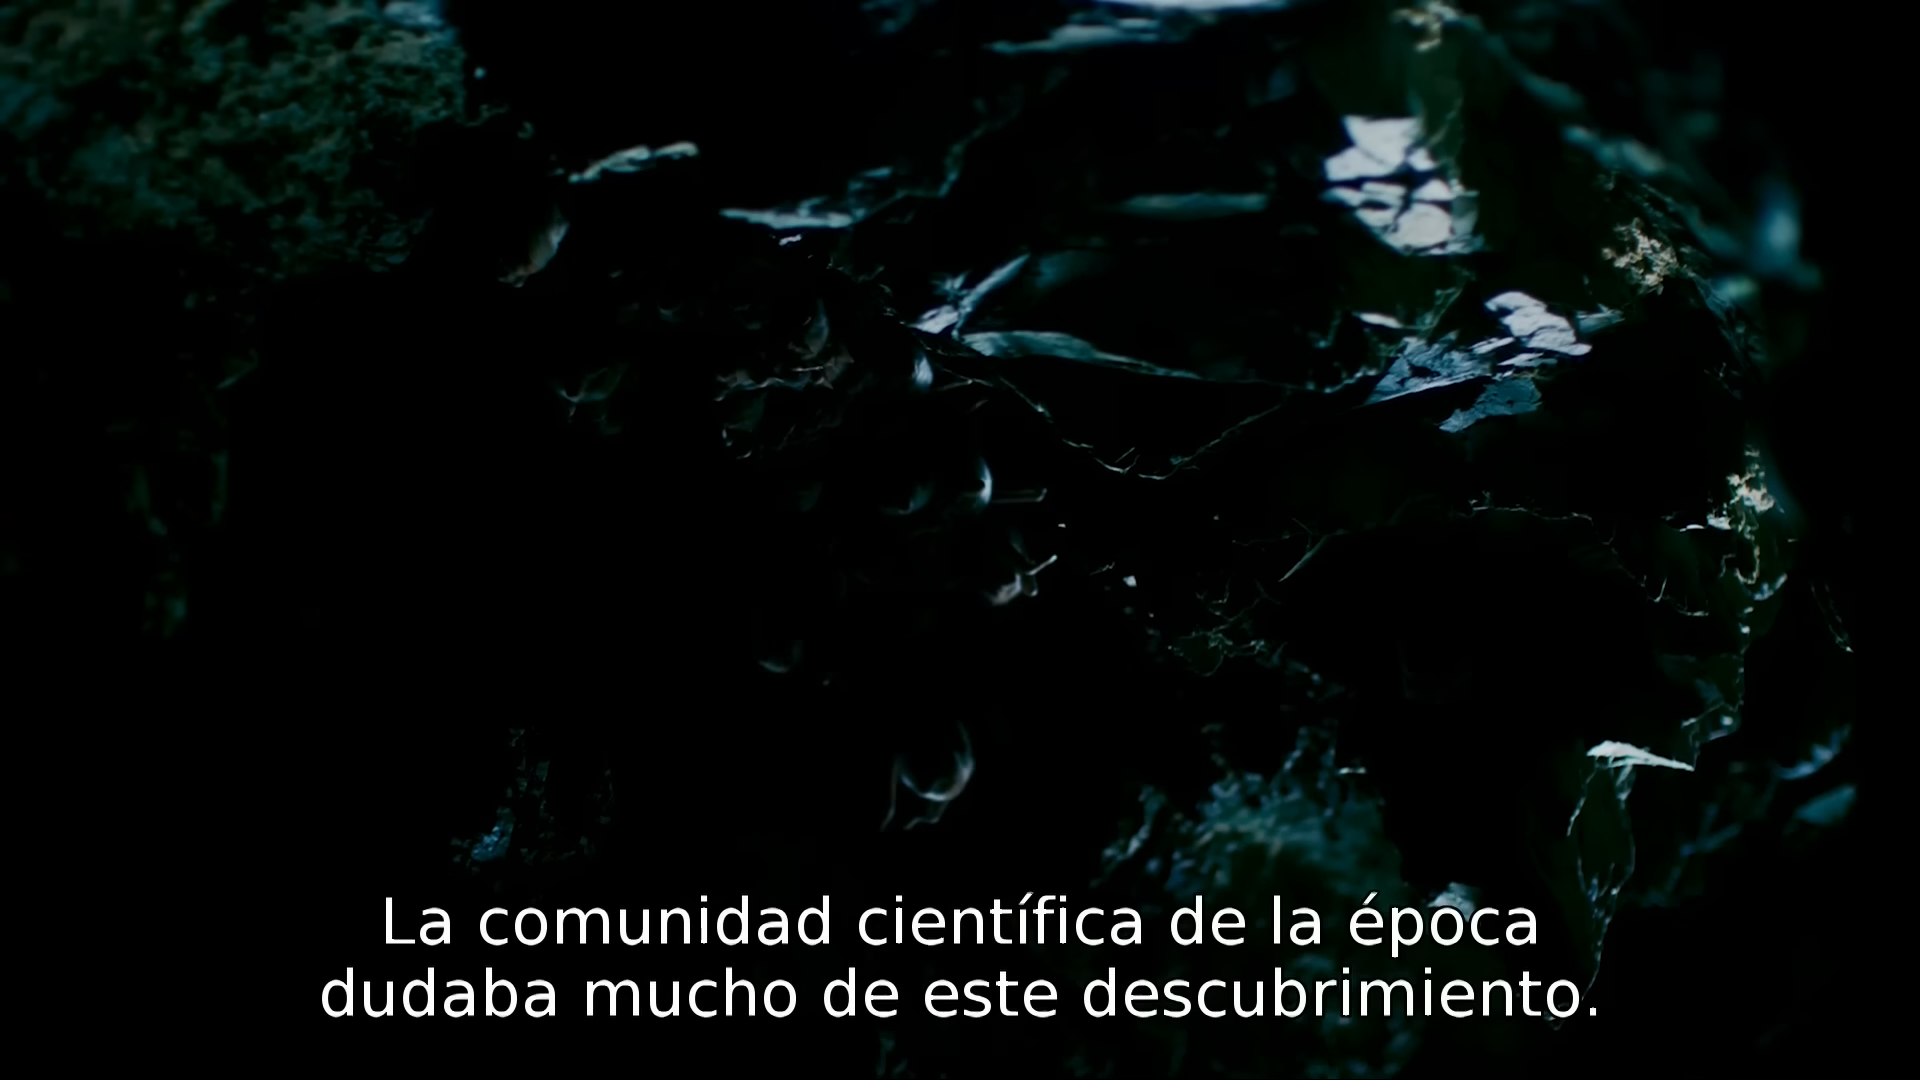 La comunidad científica de la época
dudaba mucho de este descubrimiento.